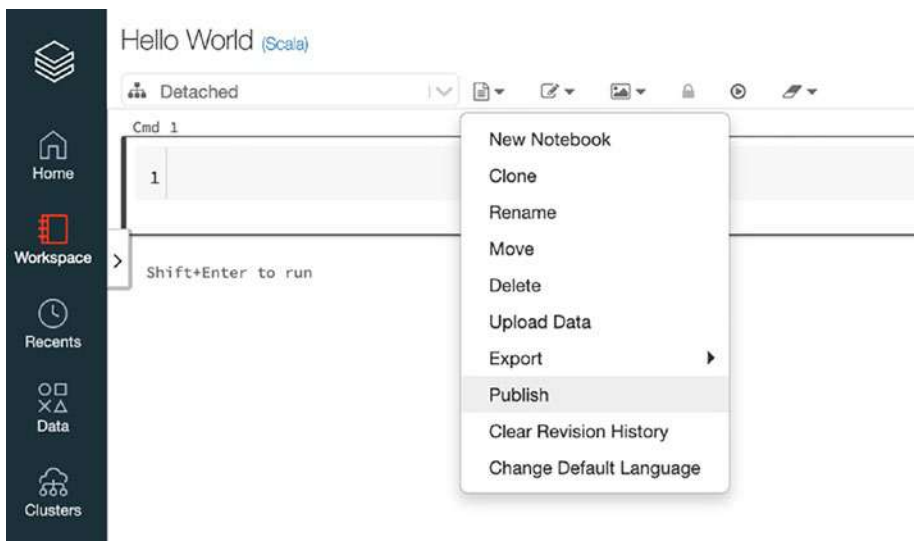 Hello World (Scala)
Detached
Cmd 1
1
Shift+Enter to run
Home
Workspace
Recents
Data
Clusters
New Notebook
Clone
Rename
Move
Delete
Upload Data
Export
Publish
Clear Revision History
Change Default Language